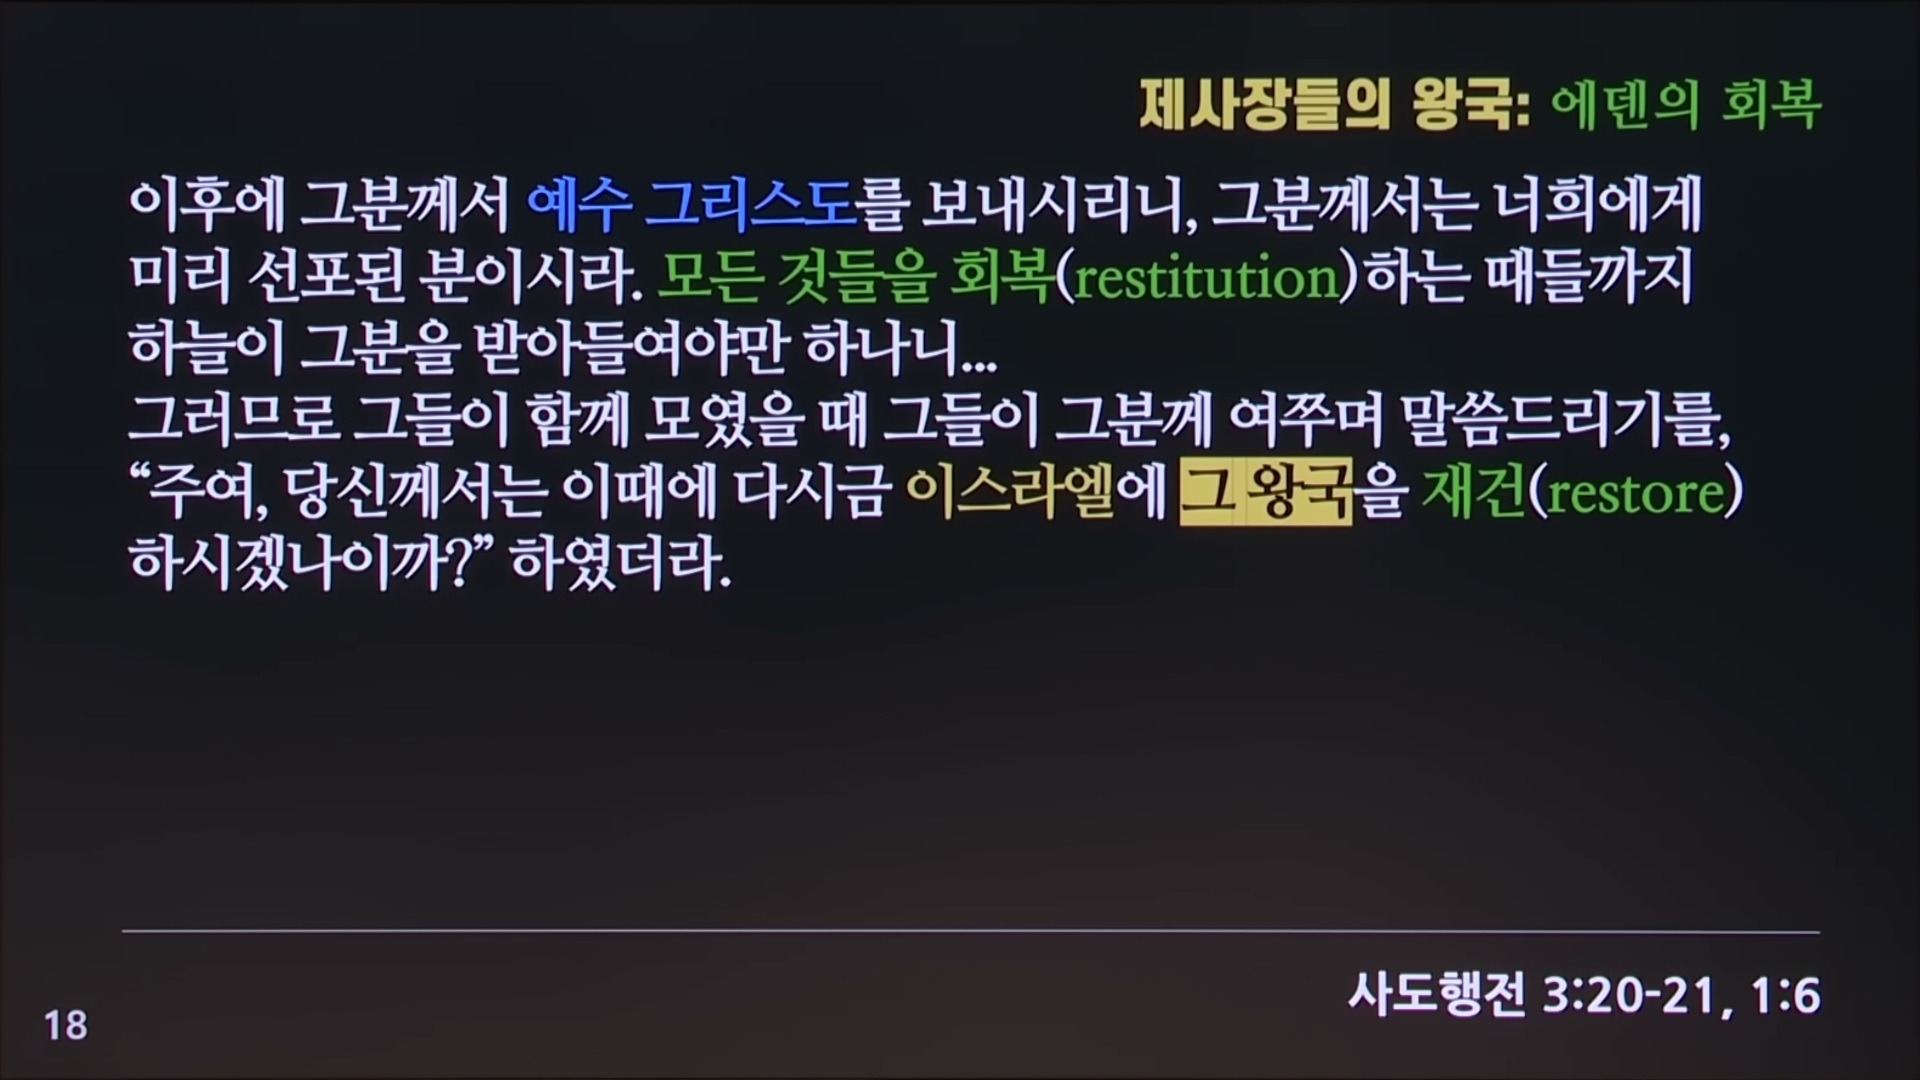 제사장들의 왕국: 에덴의 회복
이후에 그분께서 예수 그리스도를 보내시리니, 그분께서는 너희에게
미리 선포된 분이시라. 모든 것들을 회복(restitution)하는 때들까지
하늘이 그분을 받아들여야만 하나니...
그러므로 그들이 함께 모였을 때 그들이 그분께 여쭈며 말씀드리기를,
“주여, 당신께서는 이때에 다시금 이스라엘에 그 왕국을 재건(restore)
하시겠나이까?” 하였더라.
사도행전 3:20-21, 1:6
18